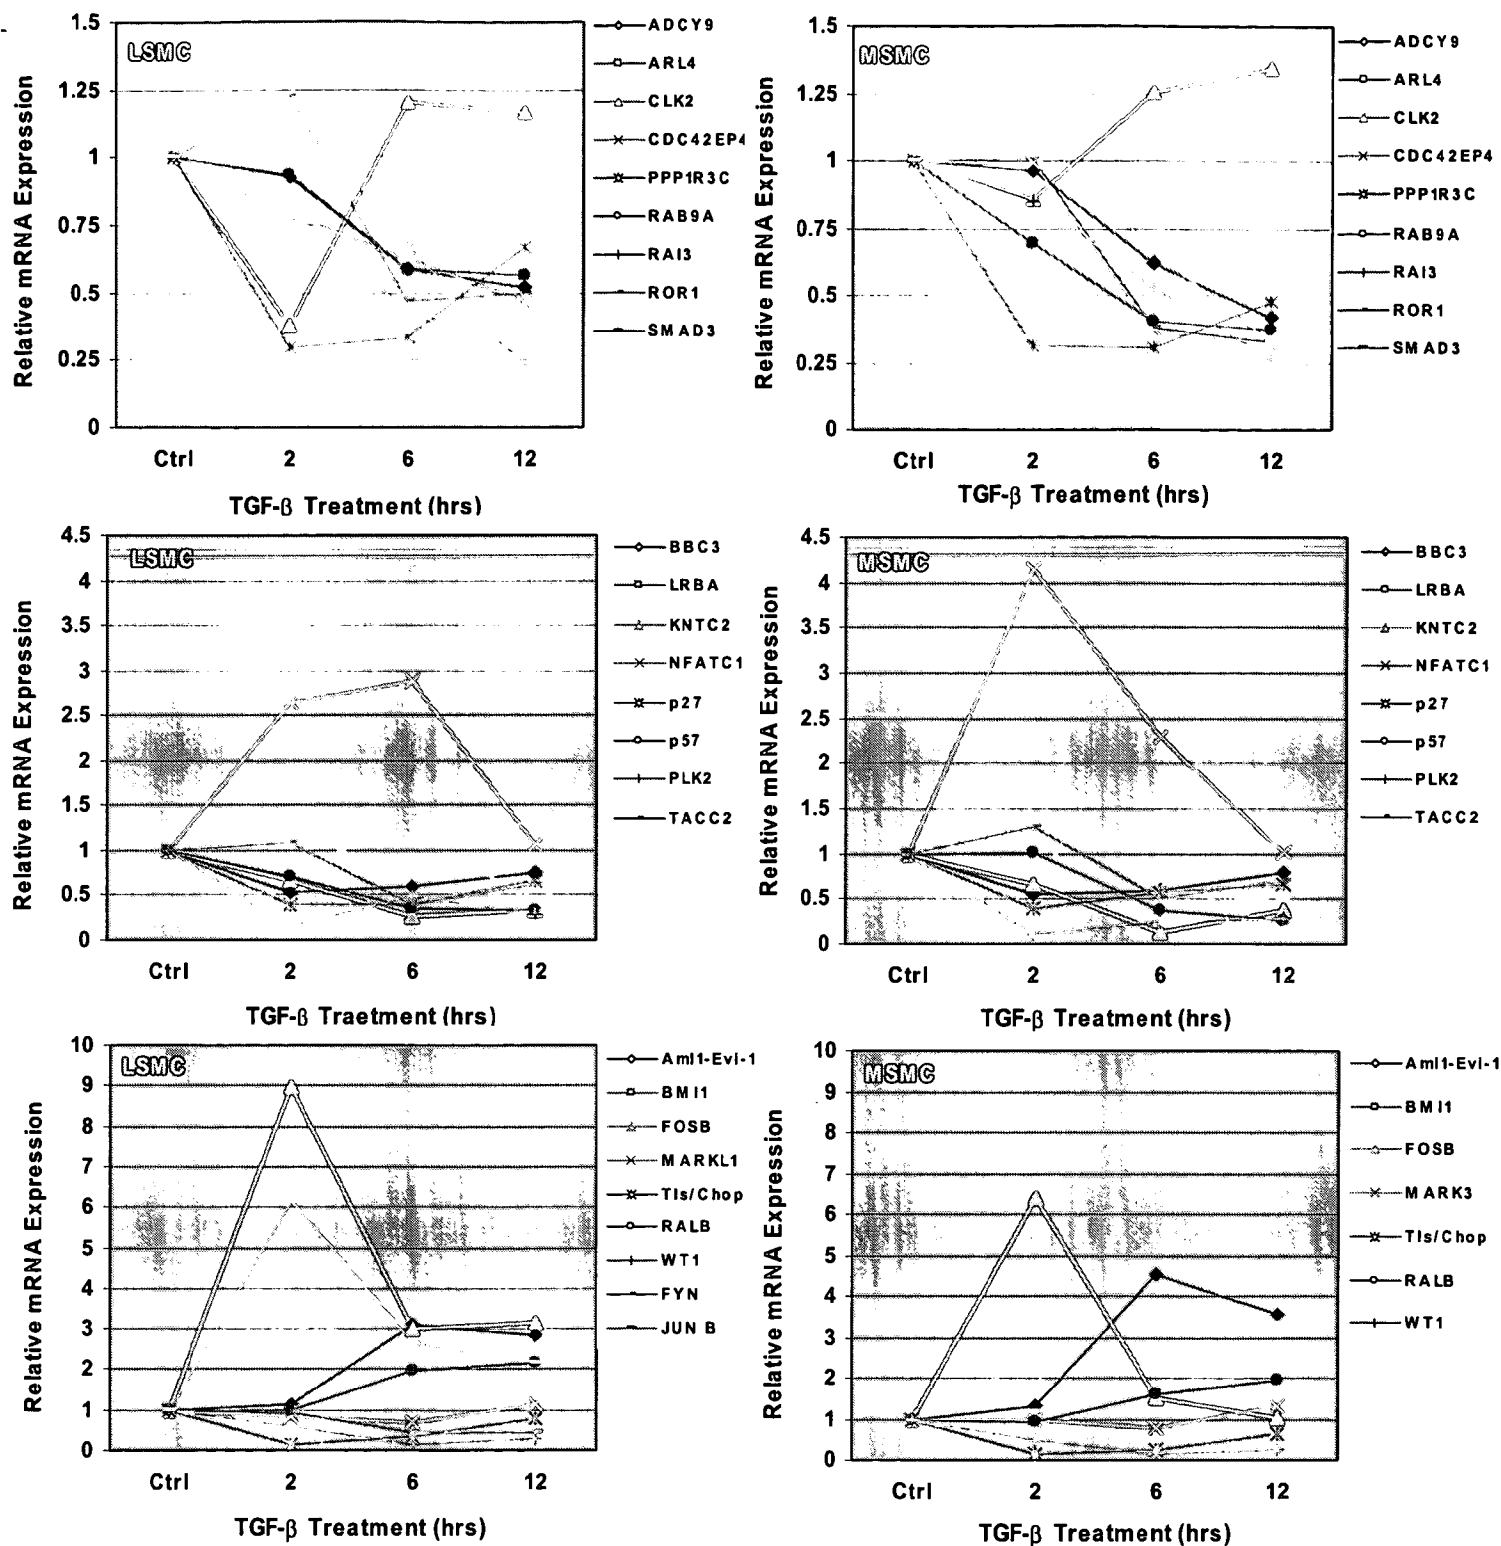 1.5
1.25
1
0.75
0.5
0.25
0
Relative mRNA Expression
LSMC
Ctrl 2 6 12
TGF-β Treatment (hrs)
ADCY9
ARL4
CLK2
CDC42EP4
PPP1R3C
RAB9A
RAI3
ROR1
SMAD3
1.5
1.25
1
0.75
0.5
0.25
0
Relative mRNA Expression
MSMC
Ctrl 2 6 12
TGF-β Treatment (hrs)
ADCY9
ARL4
CLK2
CDC42EP4
PPP1R3C
RAB9A
RAI3
ROR1
SMAD3
4.5
4
3.5
3
2.5
2
1.5
1
0.5
0
Relative mRNA Expression
LSMC
Ctrl 2 6 12
TGF-β Traetment (hrs)
BBC3
LRBA
KNTC2
NFATC1
p27
p57
PLK2
TACC2
4.5
4
3.5
3
2.5
2
1.5
1
0.5
0
Relative mRNA Expression
MSMC
Ctrl 2 6 12
TGF-β Treatment (hrs)
BBC3
LRBA
KNTC2
NFATC1
p27
p57
PLK2
TACC2
10
9
8
7
6
5
4
3
2
1
0
Relative mRNA Expression
LSMC
Ctrl 2 6 12
TGF-β Treatment (hrs)
Aml1-Evi-1
BMI1
FOSB
MARKL1
Tls/Chop
RALB
WT1
FYN
JUN B
10
9
8
7
6
5
4
3
2
1
0
Relative mRNA Expression
MSMC
Ctrl 2 6 12
TGF-β Treatment (hrs)
Aml1-Evi-1
BMI1
FOSB
MARK3
Tls/Chop
RALB
WT1